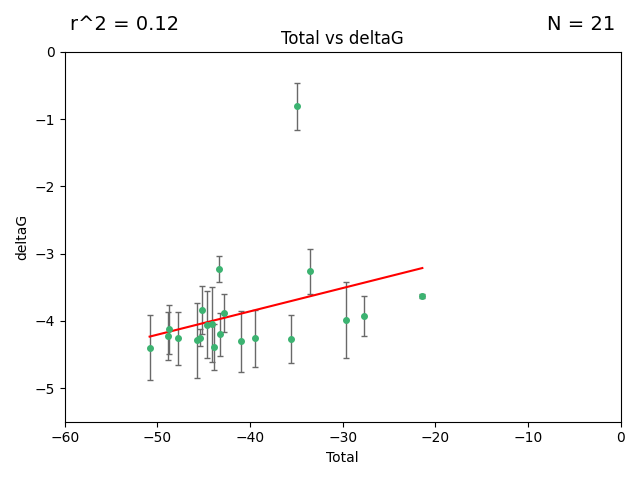 r^2 = 0.12
N = 21
Total vs deltaG
0
−1
−2
−3
−4
−5
deltaG
−60
−50
−40
−30
−20
−10
0
Total